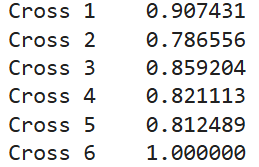 Cross 1    0.907431
Cross 2    0.786556
Cross 3    0.859204
Cross 4    0.821113
Cross 5    0.812489
Cross 6    1.000000